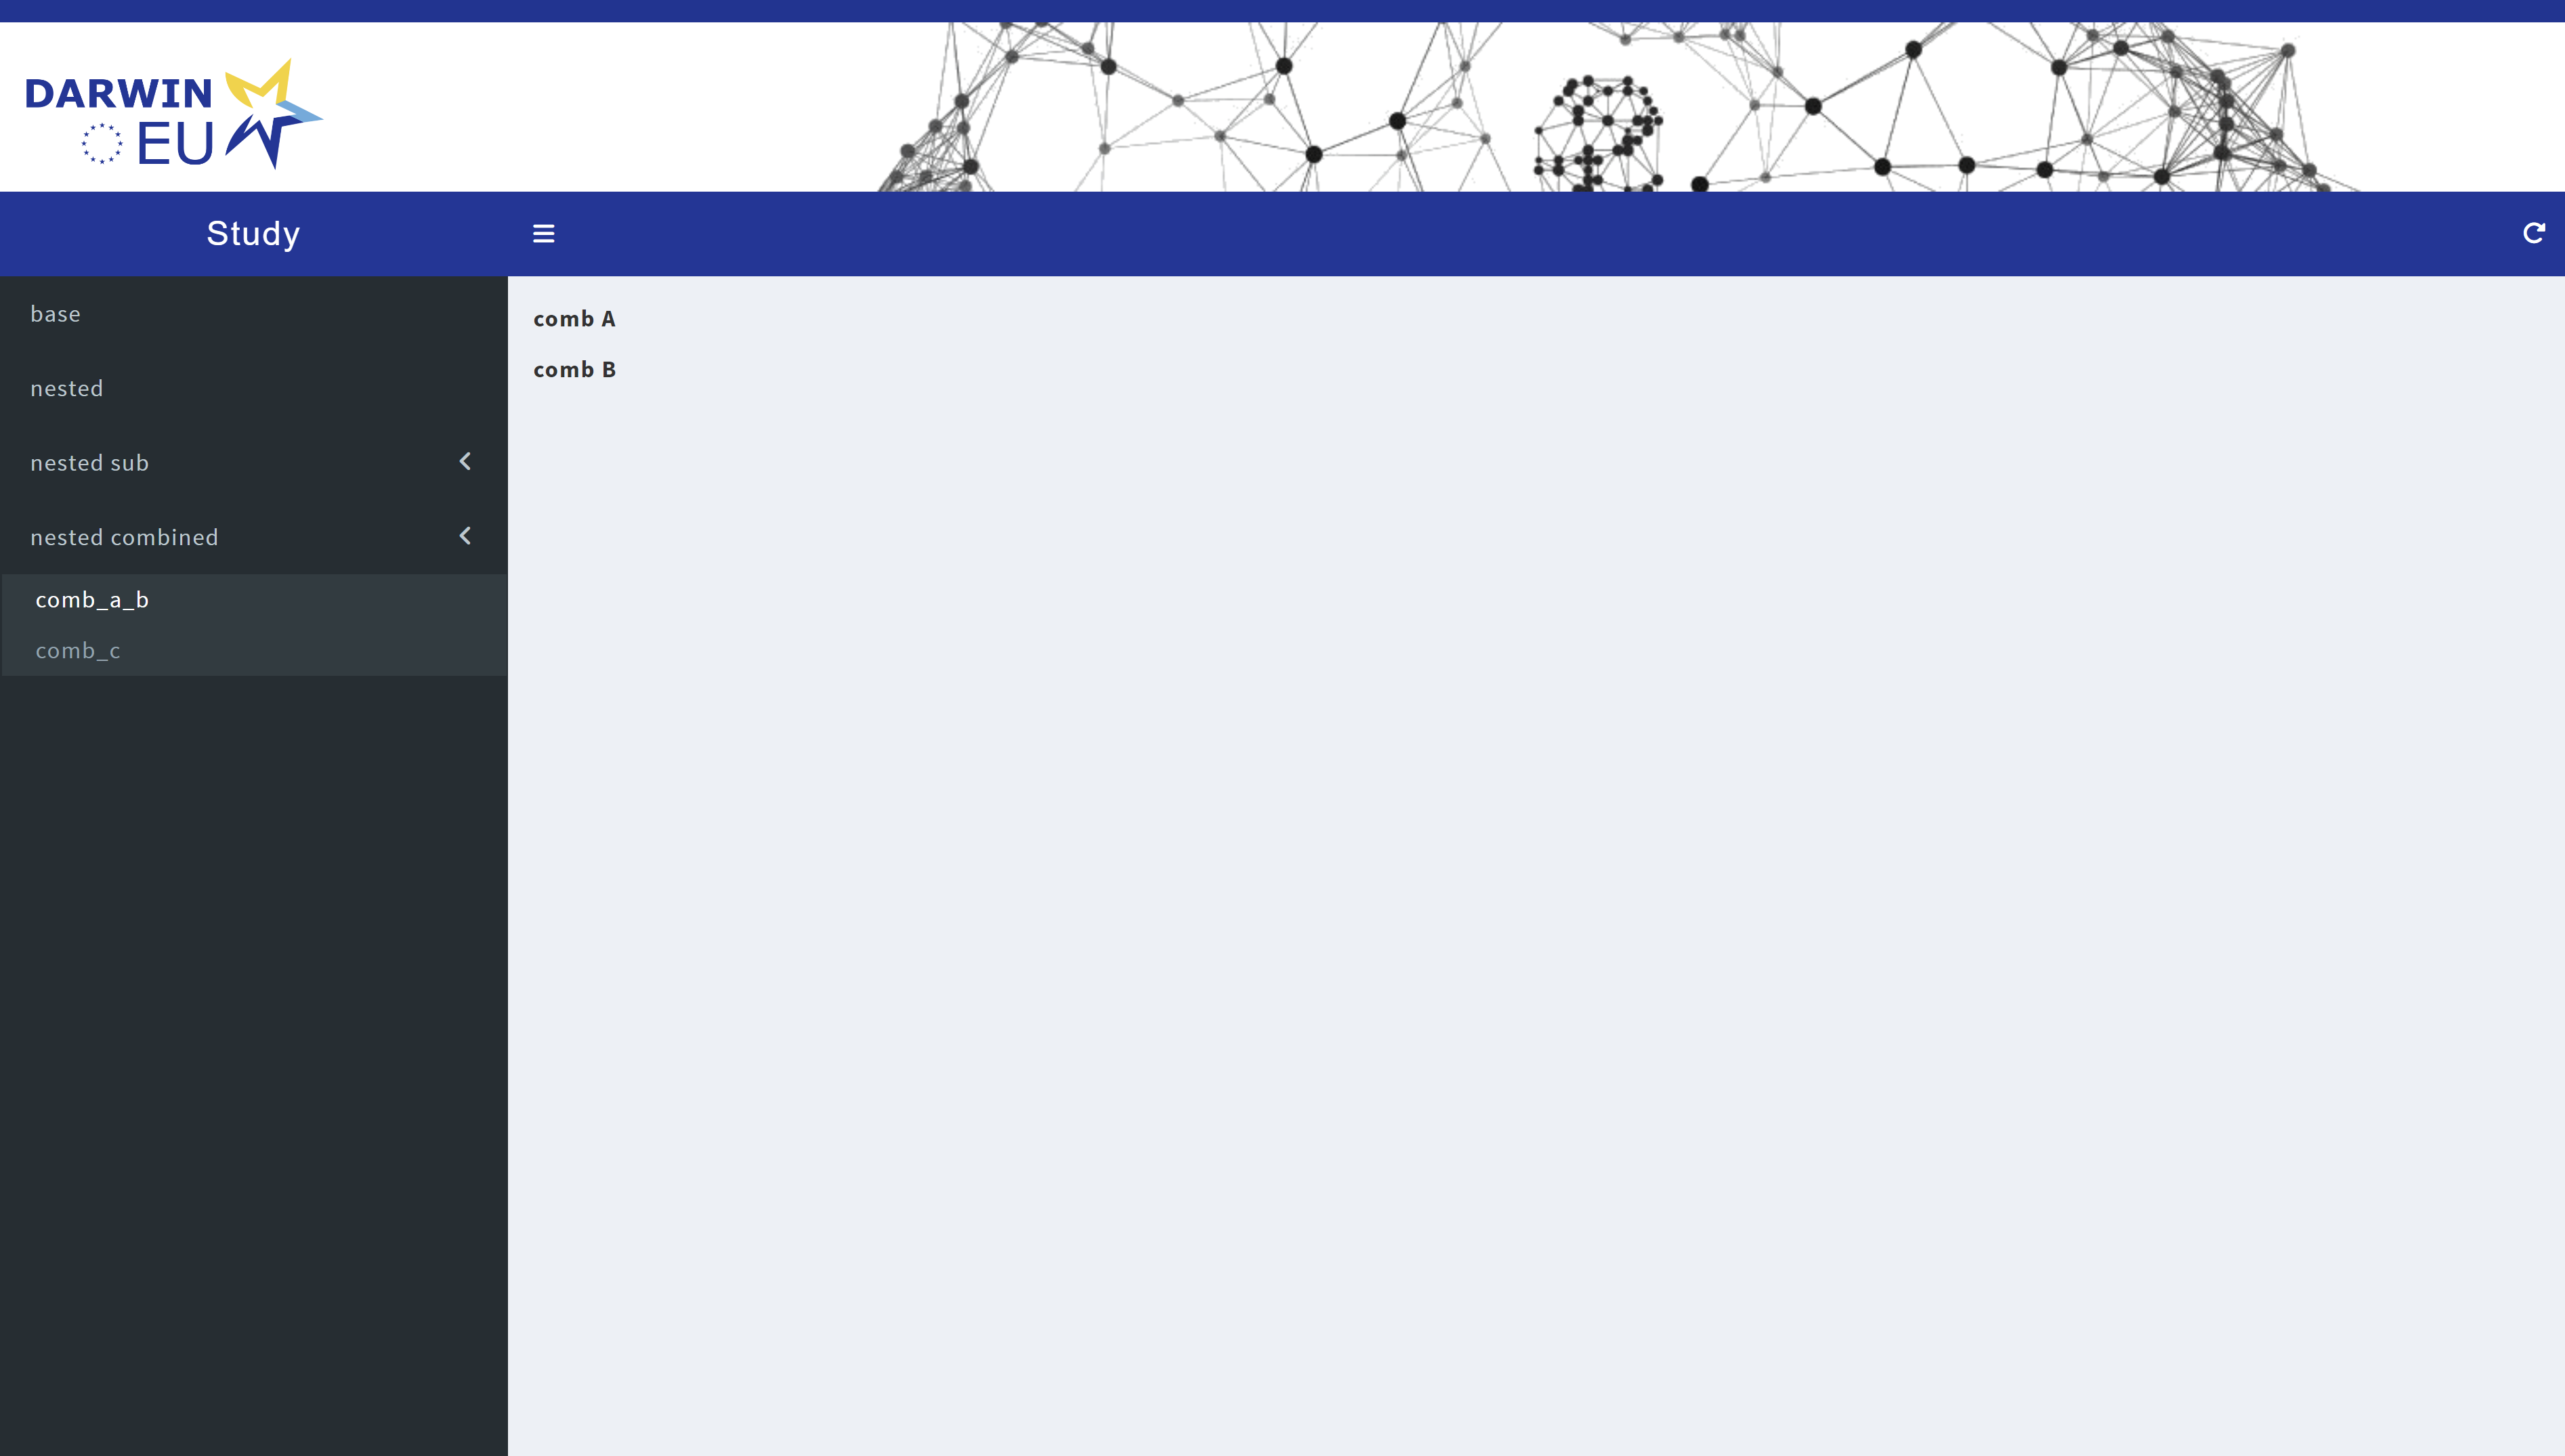 DARWIN
EU
Study
base
nested
nested sub
nested combined
comb_a_b
comb_c
comb A
comb B